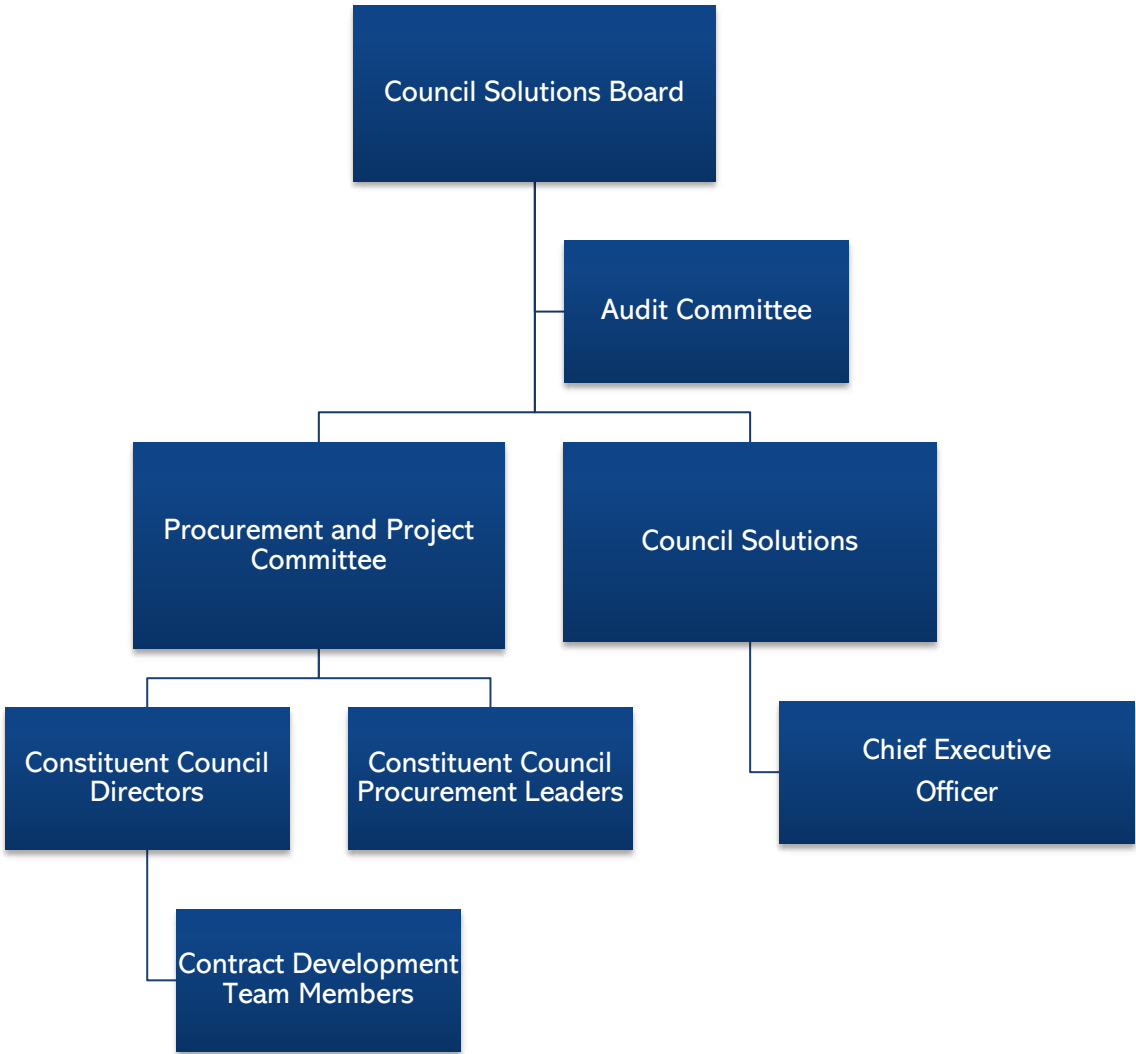 Council Solutions Board
Audit Committee
Procurement and Project
Committee
Council Solutions
Constituent Council
Directors
Constituent Council
Procurement Leaders
Chief Executive
Officer
Contract Development
Team Members